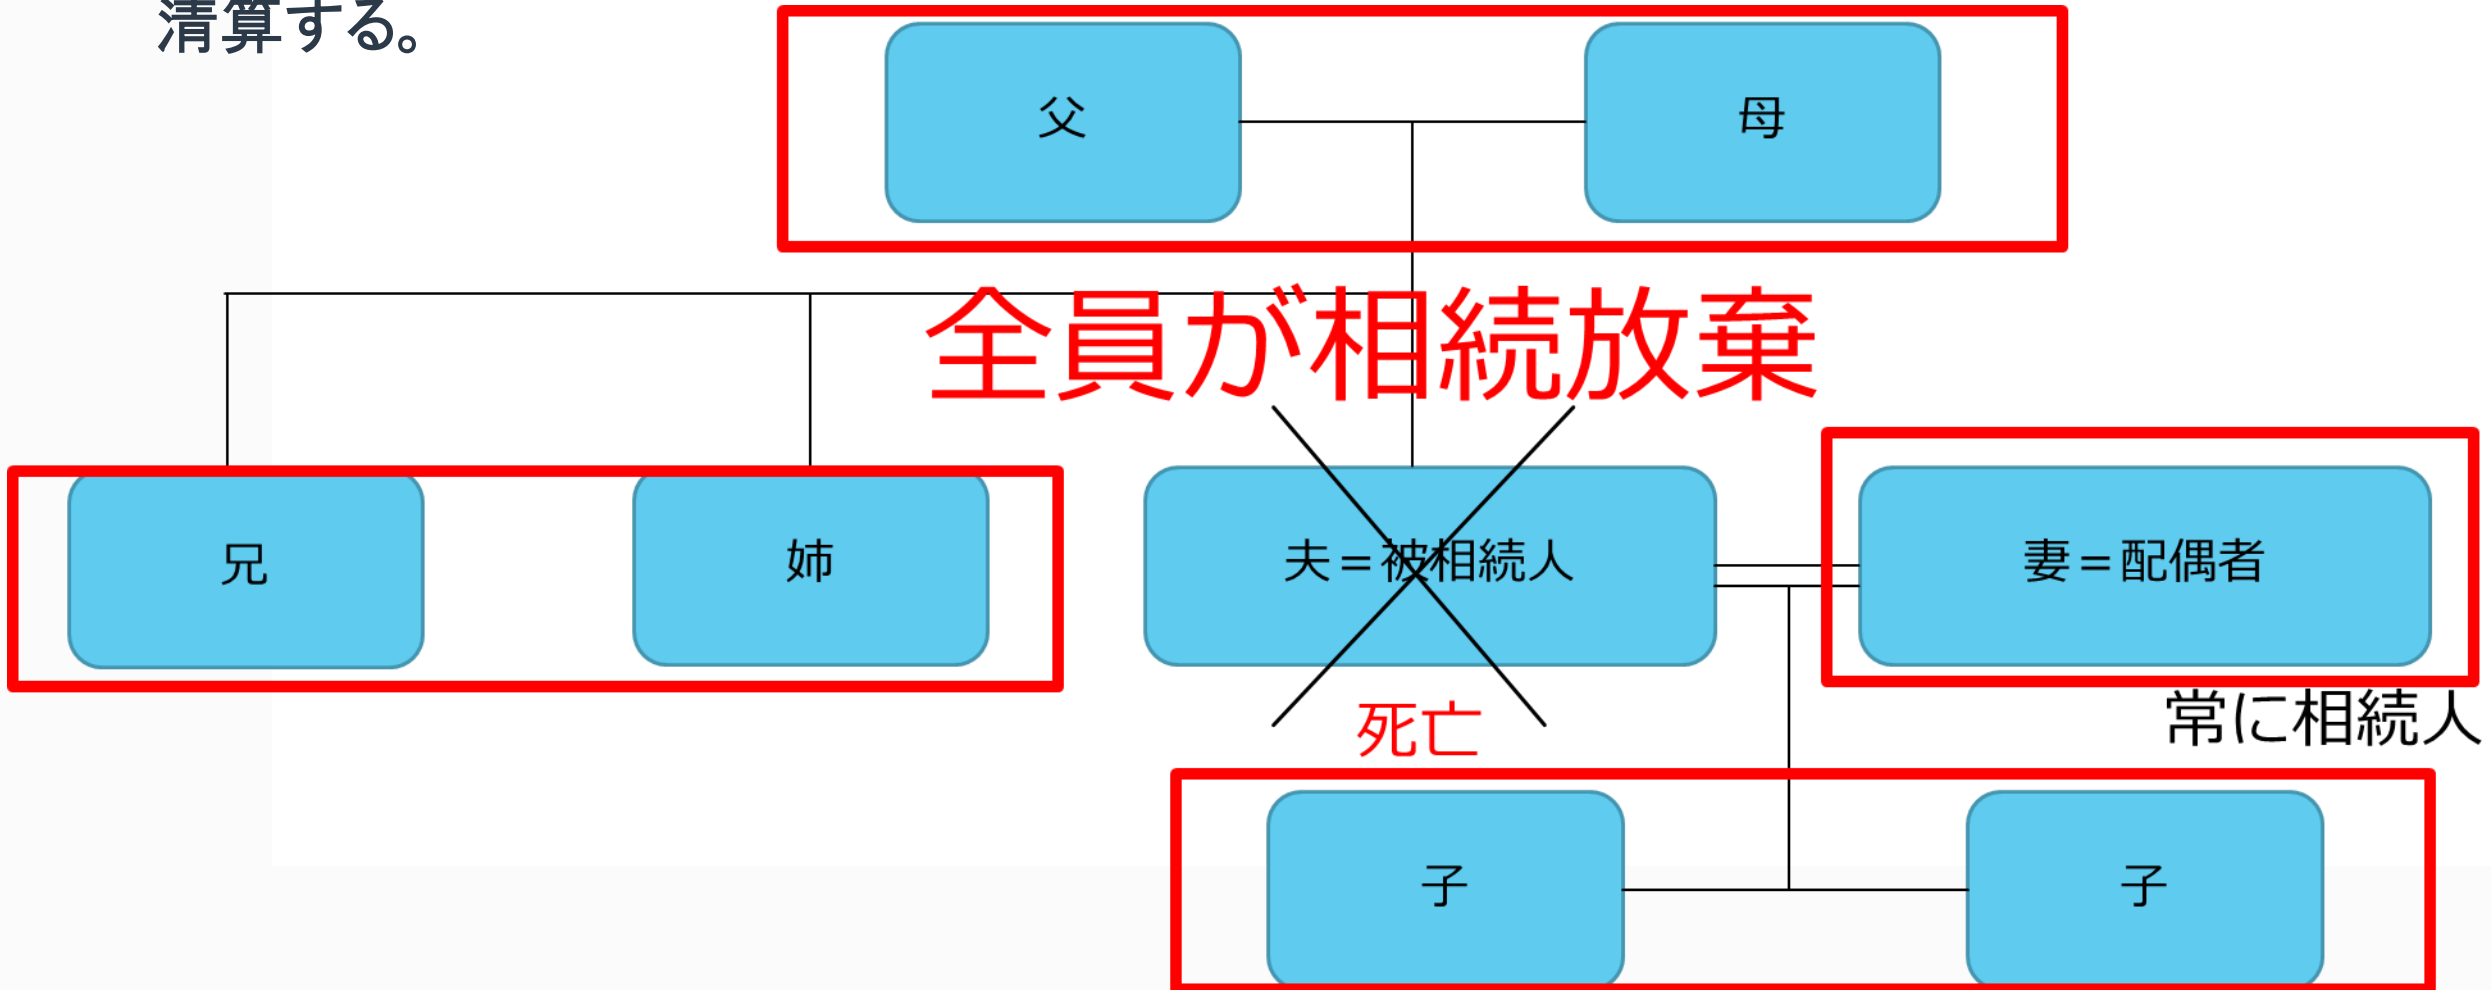 清算する。
父
母
全員が相続放棄
兄
姉
夫＝被相続人
妻＝配偶者
死亡
常に相続人
子
子